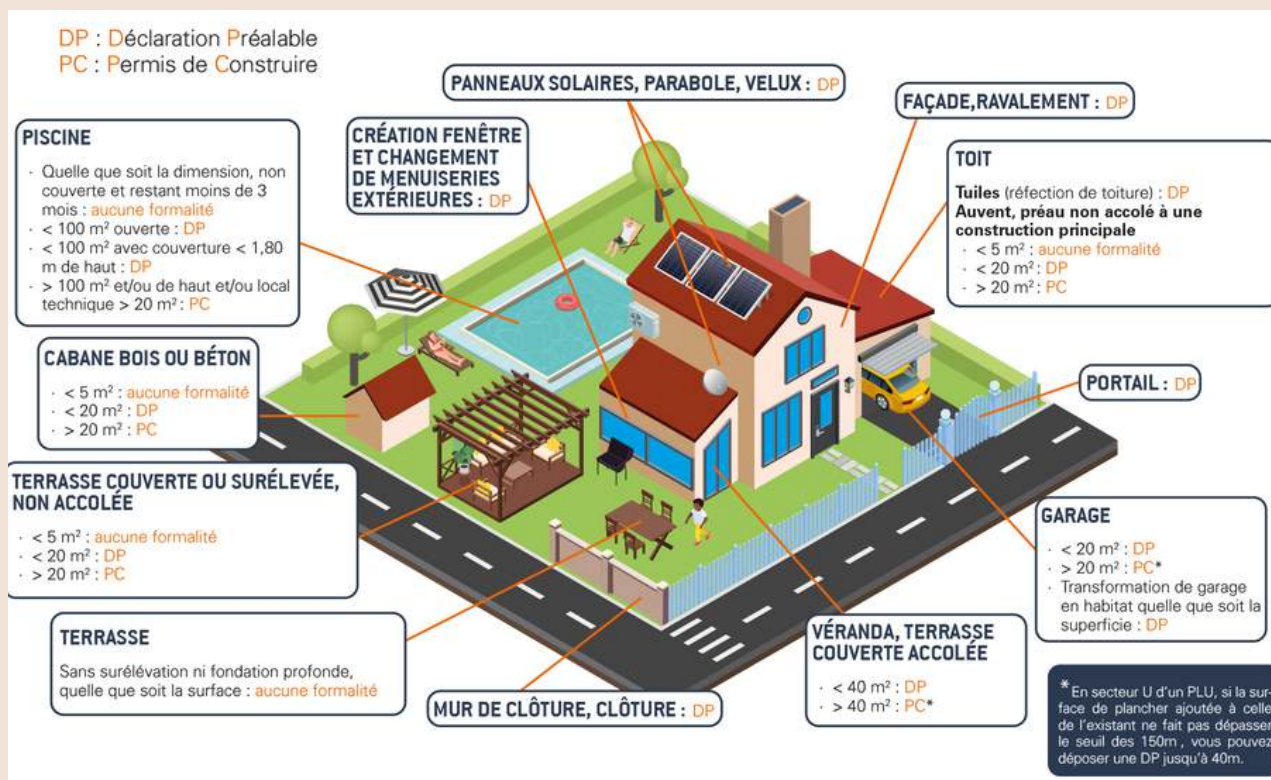 DP : Déclaration Préalable
PC : Permis de Construire
PANNEAUX SOLAIRES, PARABOLE, VELUX : DP
FAÇADE,RAVALEMENT : DP
PISCINE
· Quelle que soit la dimension, non
couverte et restant moins de 3
mois : aucune formalité
· < 100 m² ouverte : DP
· < 100 m² avec couverture < 1,80
m de haut : DP
· > 100 m² et/ou de haut et/ou local
technique > 20 m² : PC
CRÉATION FENÊTRE
ET CHANGEMENT
DE MENUISERIES
EXTÉRIEURES : DP
TOIT
Tuiles (réfection de toiture) : DP
Auvent, préau non accolé à une
construction principale
· < 5 m² : aucune formalité
· < 20 m² : DP
· > 20 m² : PC
CABANE BOIS OU BÉTON
· < 5 m² : aucune formalité
· < 20 m² : DP
· > 20 m² : PC
PORTAIL : DP
TERRASSE COUVERTE OU SURÉLEVÉE,
NON ACCOLÉE
· < 5 m² : aucune formalité
· < 20 m² : DP
· > 20 m² : PC
GARAGE
· < 20 m² : DP
· > 20 m² : PC*
· Transformation de garage
en habitat quelle que soit la
superficie : DP
TERRASSE
Sans surélévation ni fondation profonde,
quelle que soit la surface : aucune formalité
MUR DE CLÔTURE, CLÔTURE : DP
VÉRANDA, TERRASSE
COUVERTE ACCOLÉE
· < 40 m² : DP
· > 40 m² : PC*
* En secteur U d'un PLU, si la sur-
face de plancher ajoutée à celle
de l'existant ne fait pas dépasser
le seuil des 150m , vous pouvez
déposer une DP jusqu'à 40m.